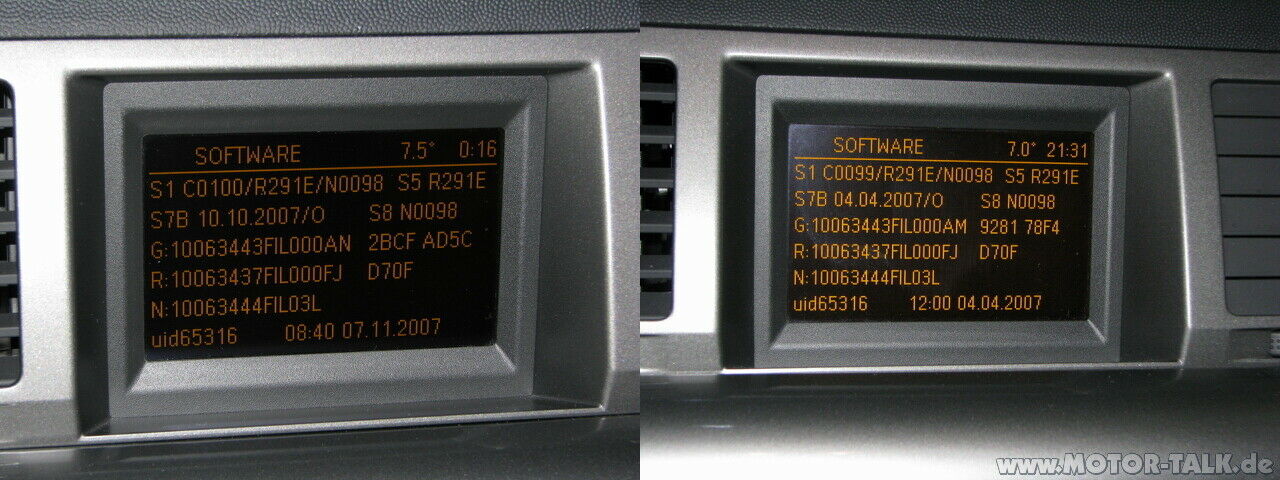 SOFTWARE 7.5° 0:16
S1 C0100/R291E/N0098 S5 R291E
S7B 10.10.2007/O S8 N0098
G:10063443FIL000AN 2BCF AD5C
R:10063437FIL000FJ D70F
N:10063444FIL03L
uid65316 08:40 07.11.2007
SOFTWARE 7.0° 21:31
S1 C0099/R291E/N0098 S5 R291E
S7B 04.04.2007/O S8 N0098
G:10063443FIL000AM 9281 78F4
R:10063437FIL000FJ D70F
N:10063444FIL03L
uid65316 12:00 04.04.2007
www.MOTOR-TALK.de